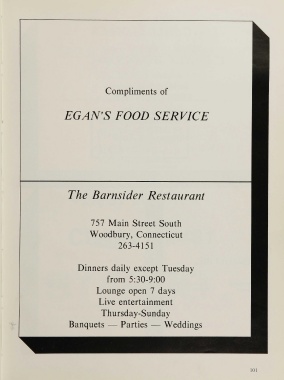 Compliments of
EGAN'S FOOD SERVICE
The Barnsider Restaurant
757 Main Street South
Woodbury, Connecticut
263-4151
Dinners daily except Tuesday
from 5:30-9:00
Lounge open 7 days
Live entertainment
Thursday-Sunday
Banquets — Parties — Weddings
101